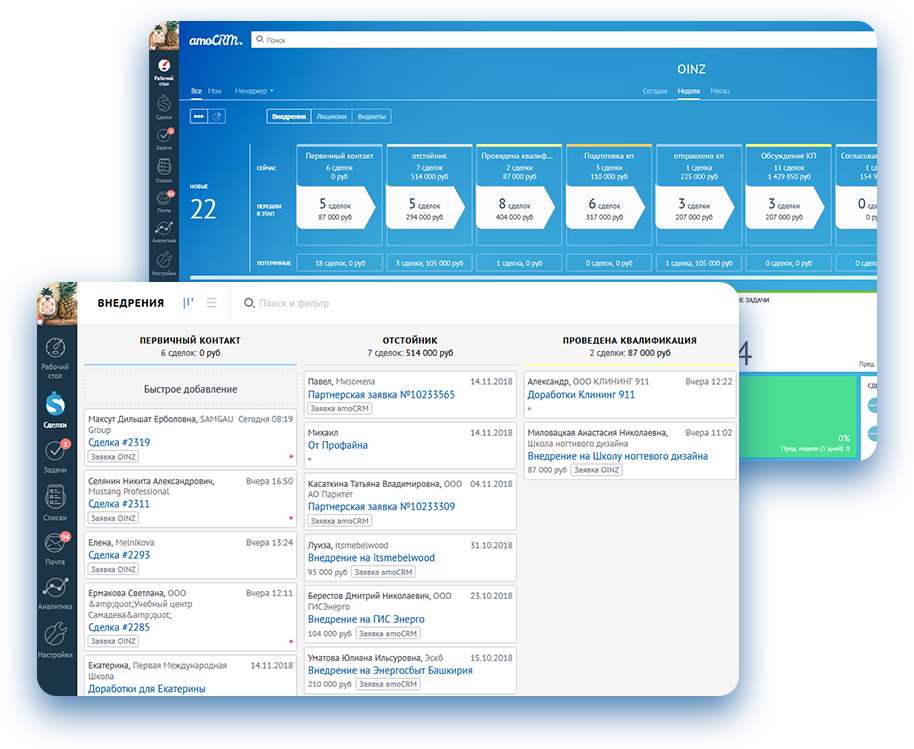 amoCRM.
Поиск
OINZ
Все Мои Менеджер
Сегодня Неделя Месяц
Внедрения Лицензии Виджеты
Рабочий
стол
Сделки
Задачи
1
Списки
Почта
94
Аналитика
Настройки
НОВЫЕ
22
СЕЙЧАС
ПЕРЕШЛИ
В ЭТАП
ПОТЕРЯННЫЕ
Первичный контакт
6 сделок
0 руб
5 сделок
87 000 руб
18 сделок, 0 руб
отстойник
7 сделок
514 000 руб
5 сделок
294 000 руб
3 сделки, 105 000 руб
Проведена квалиф...
2 сделки
87 000 руб
8 сделок
404 000 руб
1 сделка, 0 руб
Подготовка кп
3 сделки
110 000 руб
6 сделок
317 000 руб
0 сделок, 0 руб
отправлено кп
1 сделка
225 000 руб
3 сделки
207 000 руб
1 сделка, 105 000 руб
Обсуждение КП
11 сделок
1 429 850 руб
3 сделки
207 000 руб
0 сделок, 0 руб
Согласован
1 сд
154 9
0 сде
0 ру
0 сдело
ЫЕ ЗАДАЧИ
4
Пред.
0%
Пред. неделя (5 дней): 0
СД
ВНЕДРЕНИЯ
Поиск и фильтр
Рабочий
стол
Сделки
Задачи
1
Списки
Почта
94
Аналитика
Настройки
ПЕРВИЧНЫЙ КОНТАКТ
6 сделок: 0 руб
Быстрое добавление
Максут Дильшат Ерболовна, SAMGAU Сегодня 08:19
Group
Сделка #2319
Заявка OINZ
Селянин Никита Александрович, Вчера 16:50
Mustang Professional
Сделка #2311
Заявка OINZ
Елена, Melnikova Вчера 13:24
Сделка #2293
Заявка OINZ
Ермакова Светлана, ООО Вчера 12:11
&amp;quot;Учебный центр
Самадева&amp;quot;
Сделка #2285
Заявка OINZ
Екатерина, Первая Международная 14.11.2018
Школа
Доработки для Екатерины
ОТСТОЙНИК
7 сделок: 514 000 руб
Павел, Мизомела 14.11.2018
Партнерская заявка №10233565
Заявка amoCRM
Михаил 14.11.2018
От Профайна
Касаткина Татьяна Владимировна, ООО 04.11.2018
АО Паритет
Партнерская заявка №10233309
Заявка amoCRM
Луиза, itsmebelwood 31.10.2018
Внедрение на itsmebelwood
95 000 руб Заявка amoCRM
Берестов Дмитрий Николаевич, ООО 23.10.2018
ГИСЭнерго
Внедрение на ГИС Энерго
104 000 руб Заявка amoCRM
Уматова Юлиана Ильсуровна, Эскб 15.10.2018
Внедрение на Энергосбыт Башкирия
210 000 руб Заявка amoCRM
ПРОВЕДЕНА КВАЛИФИКАЦИЯ
2 сделки: 87 000 руб
Александр, ООО КЛИНИНГ 911 Вчера 12:22
Доработки Клининг 911
Миловацкая Анастасия Николаевна, Вчера 11:02
Школа ногтивого дизайна
Внедрение на Школу ногтевого дизайна
87 000 руб Заявка OINZ